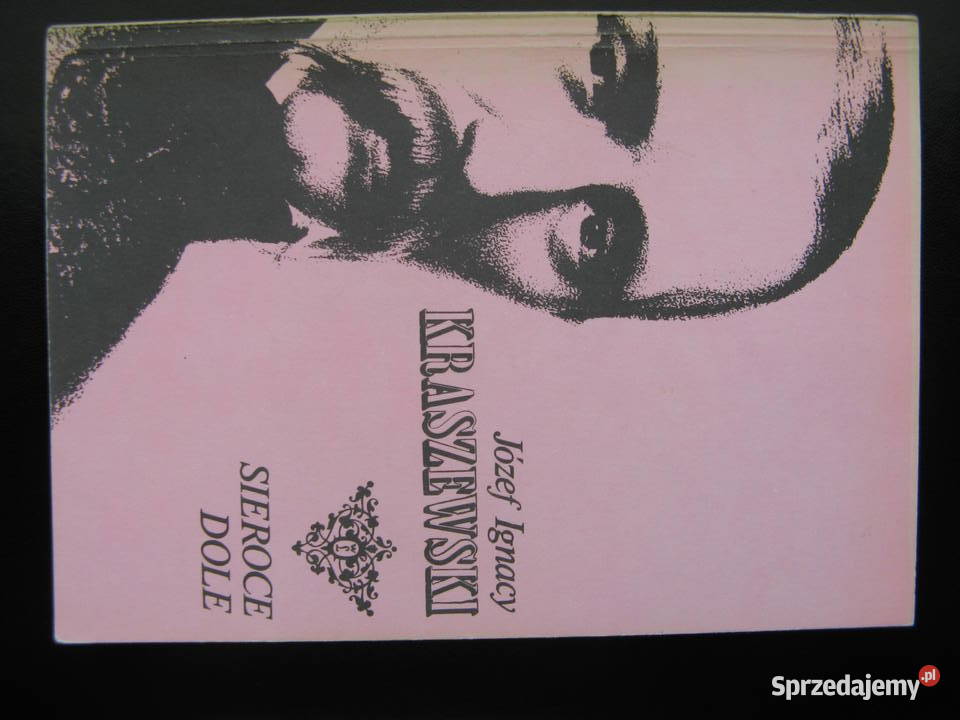 Józef Ignacy
KRASZEWSKI
SIEROCE
DOLE
Sprzedajemy.pl